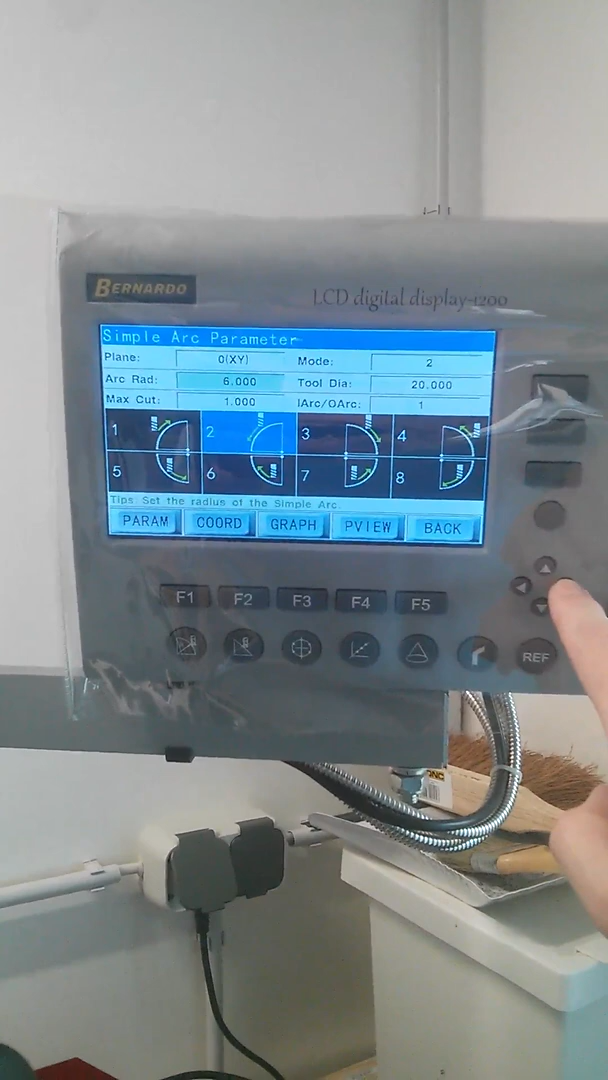 BERNARDO
LCD digital display-1200
Simple Arc Parameter
Plane: 0(XY) Mode: 2
Arc Rad: 6.000 Tool Dia: 20.000
Max Cut: 1.000 IArc/OArc: 1
1 2 3 4
5 6 7 8
Tips: Set the radius of the Simple Arc.
PARAM COORD GRAPH PVIEW BACK
F1 F2 F3 F4 F5
REF